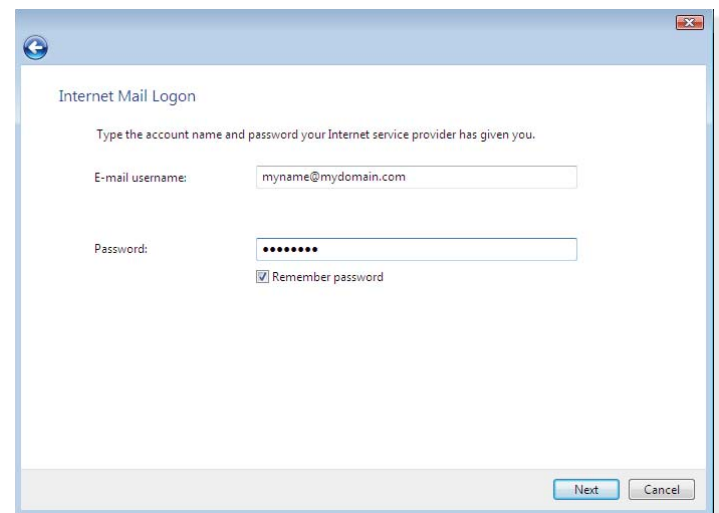 Internet Mail Logon
Type the account name and password your Internet service provider has given you.
E-mail username: myname@mydomain.com
Password: ●●●●●●●●
Remember password
Next Cancel